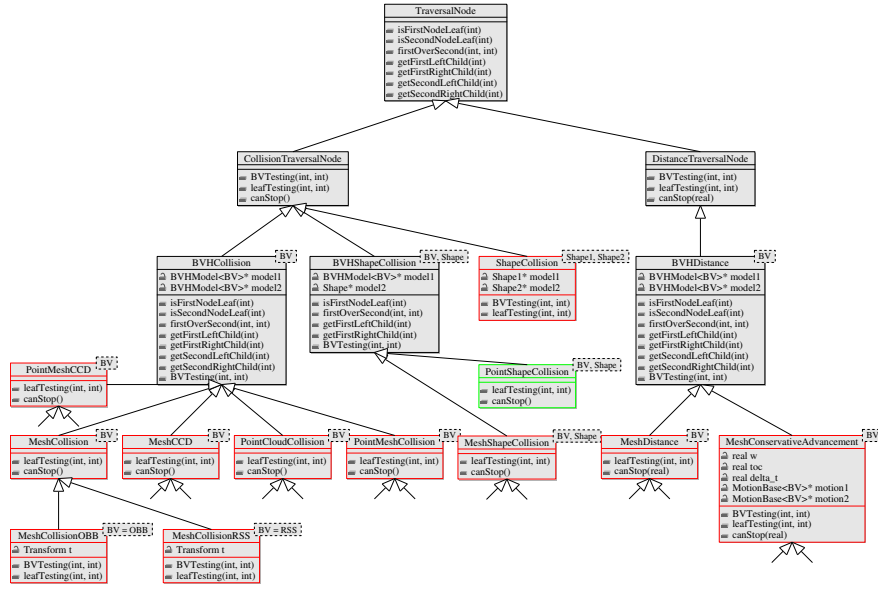 TraversalNode
isFirstNodeLeaf(int)
isSecondNodeLeaf(int)
firstOverSecond(int, int)
getFirstLeftChild(int)
getFirstRightChild(int)
getSecondLeftChild(int)
getSecondRightChild(int)
CollisionTraversalNode
BVTesting(int, int)
leafTesting(int, int)
canStop()
DistanceTraversalNode
BVTesting(int, int)
leafTesting(int, int)
canStop(real)
BVHCollision
BV
BVHModel<BV>* model1
BVHModel<BV>* model2
isFirstNodeLeaf(int)
isSecondNodeLeaf(int)
firstOverSecond(int, int)
getFirstLeftChild(int)
getFirstRightChild(int)
getSecondLeftChild(int)
getSecondRightChild(int)
BVTesting(int, int)
BVHShapeCollision
BV, Shape
BVHModel<BV>* model1
Shape* model2
isFirstNodeLeaf(int)
firstOverSecond(int, int)
getFirstLeftChild(int)
getFirstRightChild(int)
BVTesting(int, int)
ShapeCollision
Shape1, Shape2
Shape1* model1
Shape2* model2
BVTesting(int, int)
leafTesting(int, int)
BVHDistance
BV
BVHModel<BV>* model1
BVHModel<BV>* model2
isFirstNodeLeaf(int)
isSecondNodeLeaf(int)
firstOverSecond(int, int)
getFirstLeftChild(int)
getFirstRightChild(int)
getSecondLeftChild(int)
getSecondRightChild(int)
BVTesting(int, int)
PointMeshCCD
BV
leafTesting(int, int)
canStop()
PointShapeCollision
BV, Shape
leafTesting(int, int)
canStop()
MeshCollision
BV
leafTesting(int, int)
canStop()
MeshCCD
BV
leafTesting(int, int)
canStop()
PointCloudCollision
BV
leafTesting(int, int)
canStop()
PointMeshCollision
BV
leafTesting(int, int)
canStop()
MeshShapeCollision
BV, Shape
leafTesting(int, int)
canStop()
MeshDistance
BV
leafTesting(int, int)
canStop(real)
MeshConservativeAdvancement
BV
real w
real toc
real delta_t
MotionBase<BV>* motion1
MotionBase<BV>* motion2
BVTesting(int, int)
leafTesting(int, int)
canStop(real)
MeshCollisionOBB
BV = OBB
Transform t
BVTesting(int, int)
leafTesting(int, int)
MeshCollisionRSS
BV = RSS
Transform t
BVTesting(int, int)
leafTesting(int, int)